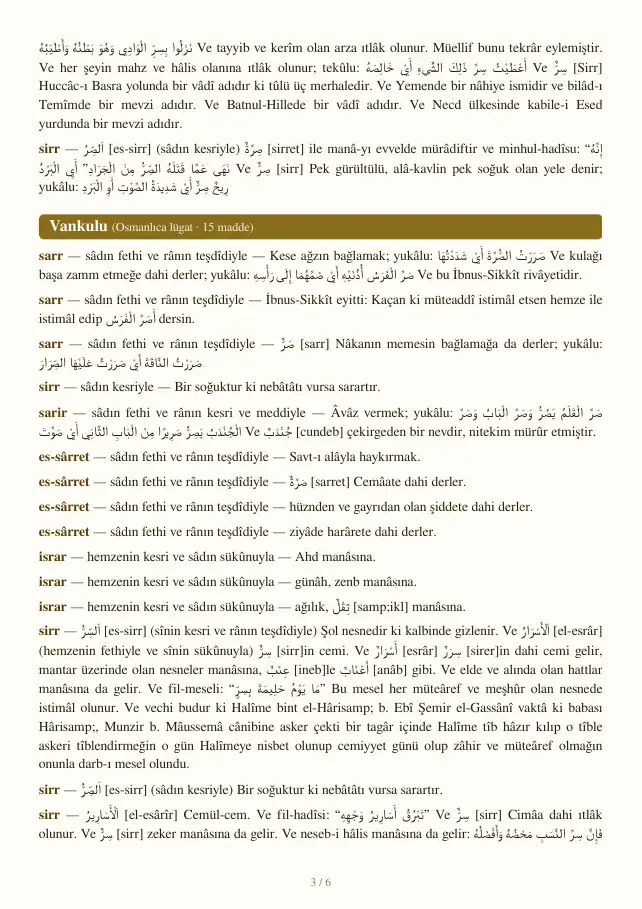 نَزَلُوا بِسِرِّ الْوَادِي وَهُوَ بَطْنُهُ وَأَطْيَبُهُ Ve tayyib ve kerîm olan arza ıtlâk olunur. Müellif bunu tekrâr eylemiştir.
Ve her şeyin mahz ve hâlis olanına ıtlâk olunur; tekûlu: أَعْطَيْتُ سِرَّ ذَلِكَ الشَّيْءِ أَيْ خَالِصَهُ Ve سِرٌّ [Sirr]
Huccâc-ı Basra yolunda bir vâdî adıdır ki tûlü üç merhaledir. Ve Yemende bir nâhiye ismidir ve bilâd-ı
Temîmde bir mevzi adıdır. Ve Batnul-Hillede bir vâdî adıdır. Ve Necd ülkesinde kabile-i Esed
yurdunda bir mevzi adıdır.
sirr — اَلصِّرُّ [es-sirr] (sâdın kesriyle) صِرَّةٌ [sirret] ile manâ-yı evvelde mürâdiftir ve minhul-hadîsu: “إِنَّهُ
نَهَى عَمَّا قَتَلَهُ الصِّرُّ مِنَ الْجَرَادِ” أَيِ الْبَرْدُ Ve صِرٌّ [sirr] Pek gürültülü, alâ-kavlin pek soğuk olan yele denir;
yukâlu: رِيحٌ صِرٌّ أَيْ شَدِيدَةُ الصَّوْتِ أَوِ الْبَرْدِ
Vankulu (Osmanlıca lügat · 15 madde)
sarr — sâdın fethi ve rânın teşdîdiyle — Kese ağzın bağlamak; yukâlu: صَرَرْتُ الصُّرَّةَ أَيْ شَدَدْتُهَا Ve kulağı
başa zamm etmeğe dahi derler; yukâlu: صَرَّ الْفَرَسُ أُذُنَيْهِ أَيْ ضَمَّهُمَا إِلَى رَأْسِهِ Ve bu İbnus-Sikkît rivâyetidir.
sarr — sâdın fethi ve rânın teşdîdiyle — İbnus-Sikkît eyitti: Kaçan ki müteaddî istimâl etsen hemze ile
istimâl edip أَصَرَّ الْفَرَسُ dersin.
sarr — sâdın fethi ve rânın teşdîdiyle — صَرٌّ [sarr] Nâkanın memesin bağlamağa da derler; yukâlu:
صَرَرْتُ النَّاقَةَ أَيْ صَرَرْتُ عَلَيْهَا الصِّرَارَ
sirr — sâdın kesriyle — Bir soğuktur ki nebâtâtı vursa sarartır.
sarir — sâdın fethi ve rânın kesri ve meddiyle — Âvâz vermek; yukâlu: صَرَّ الْقَلَمُ يَصِرُّ وَصَرَّ الْبَابُ وَصَرَّ
الْجُنْدَبُ يَصِرُّ صَرِيرًا مِنَ الْبَابِ الثَّانِي أَيْ صَوَّتَ Ve جُنْدَبٌ [cundeb] çekirgeden bir nevdir, nitekim mürûr etmiştir.
es-sârret — sâdın fethi ve rânın teşdîdiyle — Savt-ı alâyla haykırmak.
es-sârret — sâdın fethi ve rânın teşdîdiyle — صَرَّةٌ [sarret] Cemâate dahi derler.
es-sârret — sâdın fethi ve rânın teşdîdiyle — hüznden ve gayrıdan olan şiddete dahi derler.
es-sârret — sâdın fethi ve rânın teşdîdiyle — ziyâde harârete dahi derler.
israr — hemzenin kesri ve sâdın sükûnuyla — Ahd manâsına.
israr — hemzenin kesri ve sâdın sükûnuyla — günâh, zenb manâsına.
israr — hemzenin kesri ve sâdın sükûnuyla — ağılık, ثِقْلٌ [samp;ikl] manâsına.
sirr — اَلسِّرُّ [es-sirr] (sînin kesri ve rânın teşdîdiyle) Şol nesnedir ki kalbinde gizlenir. Ve اَلْأَسْرَارُ [el-esrâr]
(hemzenin fethiyle ve sînin sükûnuyla) سِرٌّ [sirr]in cemi. Ve أَسْرَارٌ [esrâr] سِرَرٌ [sirer]in dahi cemi gelir,
mantar üzerinde olan nesneler manâsına, عِنَبٌ [ineb]le أَعْنَابٌ [anâb] gibi. Ve elde ve alında olan hattlar
manâsına da gelir. Ve fil-meseli: “مَا يَوْمُ حَلِيمَةَ بِسِرٍّ” Bu mesel her müteâref ve meşhûr olan nesnede
istimâl olunur. Ve vechi budur ki Halîme bint el-Hârisamp; b. Ebî Şemir el-Gassânî vaktâ ki babası
Hârisamp;, Munzir b. Mâussemâ cânibine asker çekti bir tagâr içinde Halîme tîb hâzır kılıp o tîble
askeri tîblendirmeğin o gün Halîmeye nisbet olunup cemiyyet günü olup zâhir ve müteâref olmağın
onunla darb-ı mesel olundu.
sirr — اَلصِّرُّ [es-sirr] (sâdın kesriyle) Bir soğuktur ki nebâtâtı vursa sarartır.
sirr — اَلْأَسَارِيرُ [el-esârîr] Cemül-cem. Ve fil-hadîsi: “تَبْرُقُ أَسَارِيرُ وَجْهِهِ” Ve سِرٌّ [sirr] Cimâa dahi ıtlâk
olunur. Ve سِرٌّ [sirr] zeker manâsına da gelir. Ve neseb-i hâlis manâsına da gelir: فَإِنَّ سِرَّ النَّسَبِ مَحْضُهُ وَأَفْضَلُهُ
3 / 6